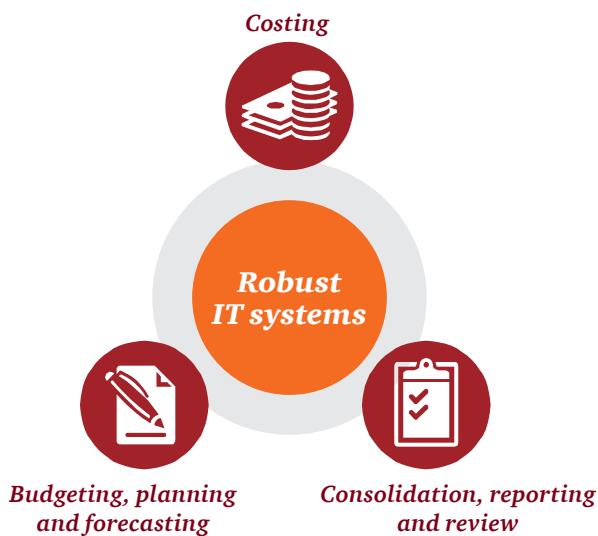 Costing
Robust
IT systems
Budgeting, planning
and forecasting
Consolidation, reporting
and review